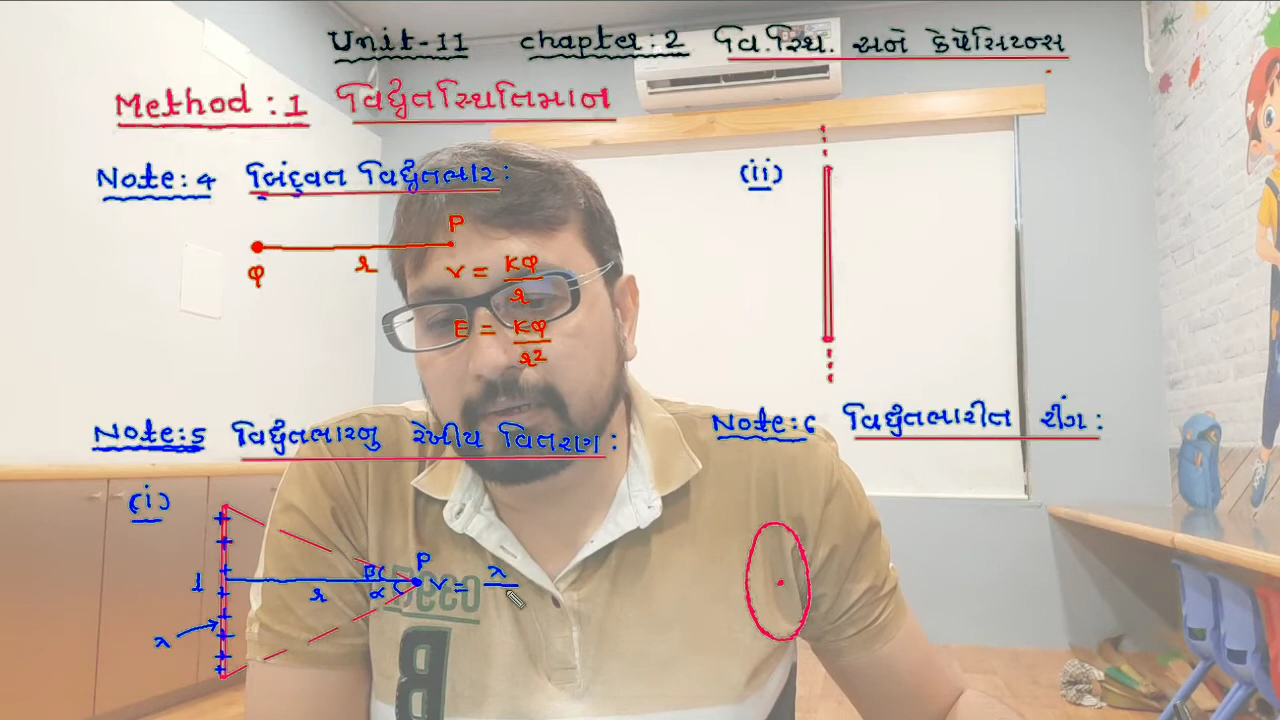 Unit-11 chapter:2 વિ.સ્થિ. અને કેપેસિટન્સ
Method:1 વિદ્યુતસ્થિતિમાન
Note:4 બિંદુવત વિદ્યુતભાર:
P
Q r
V = KQ/r
E = KQ/r²
(ii)
Note:5 વિદ્યુતભારનુ રેખીય વિતરણ:
Note:6 વિદ્યુતભારીત રીંગ:
(i)
+ + + + + + + +
l
λ
r
β
α
P
V = λ
B